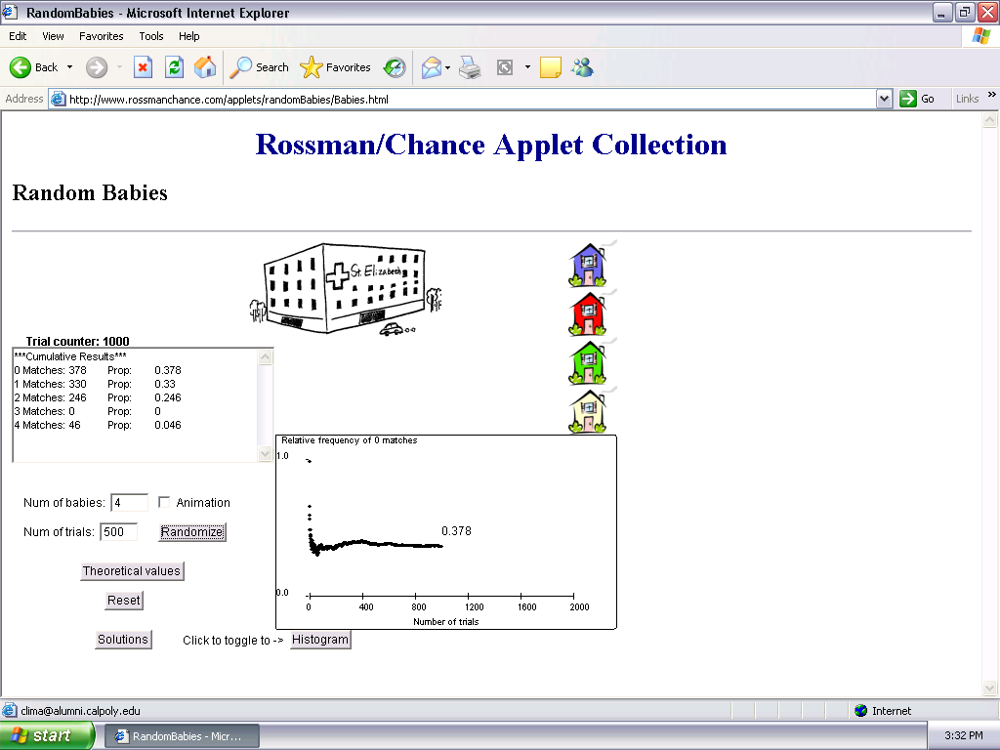 RandomBabies - Microsoft Internet Explorer
Edit View Favorites Tools Help
Back Search Favorites
Address http://www.rossmanchance.com/applets/randomBabies/Babies.html Go Links »
Rossman/Chance Applet Collection
Random Babies
St. Elizabeth
Trial counter: 1000
***Cumulative Results***
0 Matches: 378 Prop: 0.378
1 Matches: 330 Prop: 0.33
2 Matches: 246 Prop: 0.246
3 Matches: 0 Prop: 0
4 Matches: 46 Prop: 0.046
Relative frequency of 0 matches
1.0
0.378
0.0
0 400 800 1200 1600 2000
Number of trials
Num of babies: 4 Animation
Num of trials: 500 Randomize
Theoretical values
Reset
Solutions Click to toggle to -> Histogram
clima@alumni.calpoly.edu Internet
start RandomBabies - Micr... 3:32 PM